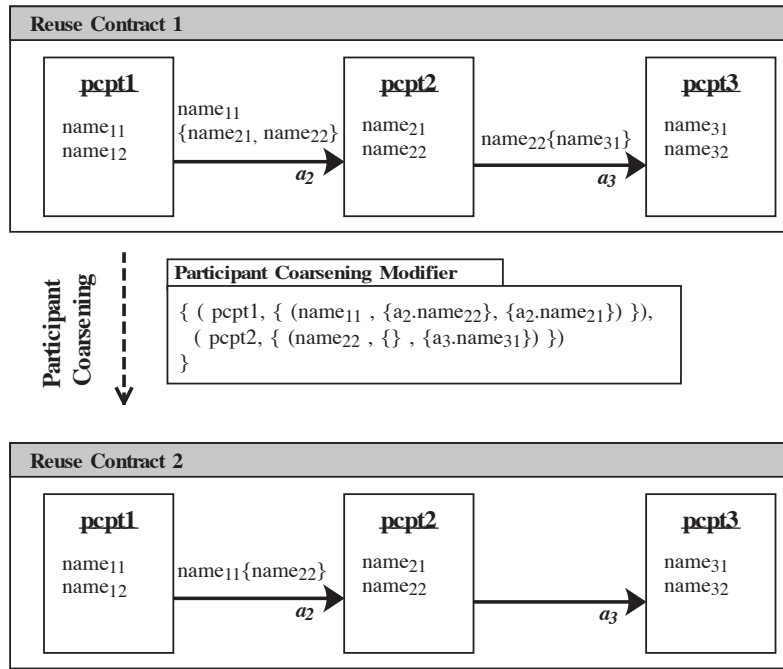 Reuse Contract 1
pcpt1
name11
name12
name11
{name21, name22}
a2
pcpt2
name21
name22
name22{name31}
a3
pcpt3
name31
name32
Participant
Coarsening
Participant Coarsening Modifier
{ ( pcpt1, { (name11 , {a2.name22}, {a2.name21}) }),
( pcpt2, { (name22 , {} , {a3.name31}) })
}
Reuse Contract 2
pcpt1
name11
name12
name11{name22}
a2
pcpt2
name21
name22
a3
pcpt3
name31
name32